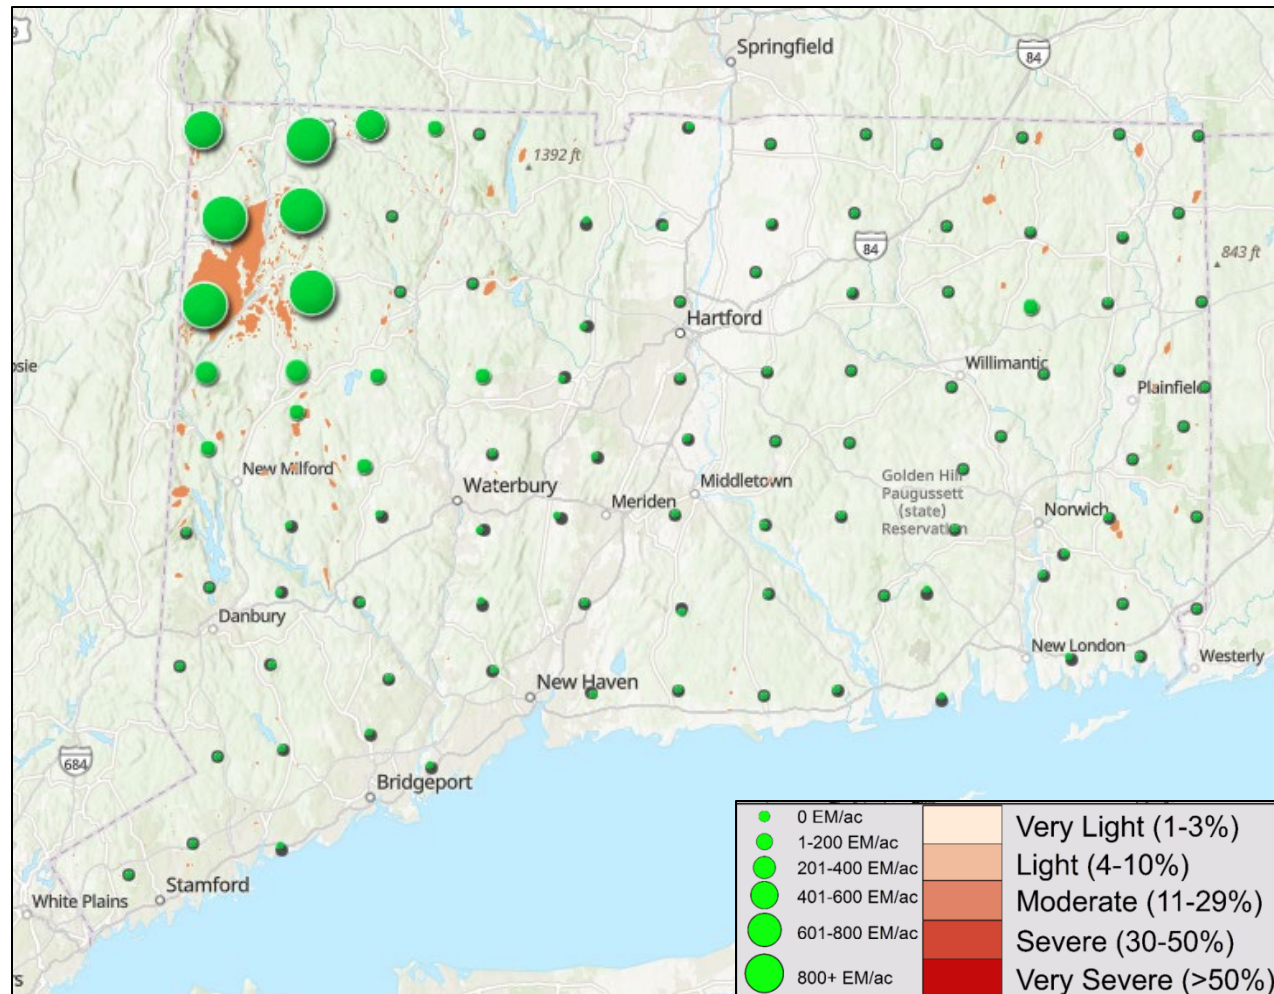 9
Springfield
84
1392 ft
84
843 ft
Hartford
osie
Willimantic
Plainfield
New Milford
Waterbury
Meriden
Middletown
Golden Hill
Paugussett
(state)
Reservation
Norwich
Danbury
New London
Westerly
New Haven
684
Bridgeport
Stamford
White Plains
rs
0 EM/ac
1-200 EM/ac
201-400 EM/ac
401-600 EM/ac
601-800 EM/ac
800+ EM/ac
Very Light (1-3%)
Light (4-10%)
Moderate (11-29%)
Severe (30-50%)
Very Severe (>50%)